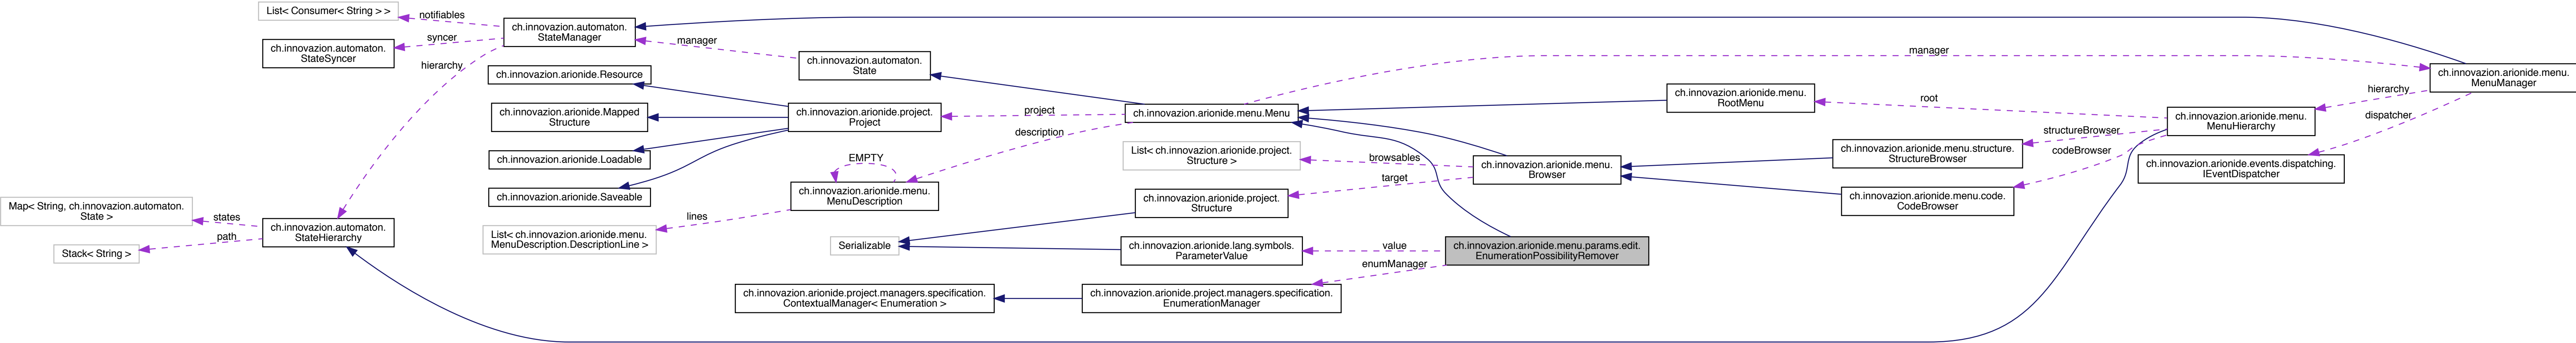 List< Consumer< String > >
notifiables
ch.innovazion.automaton.
StateManager
syncer
ch.innovazion.automaton.
StateSyncer
manager
manager
hierarchy
ch.innovazion.automaton.
State
ch.innovazion.arionide.Resource
ch.innovazion.arionide.menu.
MenuManager
ch.innovazion.arionide.menu.
RootMenu
root
hierarchy
ch.innovazion.arionide.Mapped
Structure
ch.innovazion.arionide.project.
Project
project
ch.innovazion.arionide.menu.Menu
ch.innovazion.arionide.menu.
MenuHierarchy
dispatcher
description
structureBrowser
codeBrowser
ch.innovazion.arionide.Loadable
EMPTY
List< ch.innovazion.arionide.project.
Structure >
browsables
ch.innovazion.arionide.menu.
Browser
ch.innovazion.arionide.menu.structure.
StructureBrowser
ch.innovazion.arionide.events.dispatching.
IEventDispatcher
target
ch.innovazion.arionide.Saveable
ch.innovazion.arionide.menu.
MenuDescription
ch.innovazion.arionide.project.
Structure
ch.innovazion.arionide.menu.code.
CodeBrowser
Map< String, ch.innovazion.automaton.
State >
states
lines
path
ch.innovazion.automaton.
StateHierarchy
List< ch.innovazion.arionide.menu.
MenuDescription.DescriptionLine >
Stack< String >
Serializable
ch.innovazion.arionide.lang.symbols.
ParameterValue
value
ch.innovazion.arionide.menu.params.edit.
EnumerationPossibilityRemover
enumManager
ch.innovazion.arionide.project.managers.specification.
ContextualManager< Enumeration >
ch.innovazion.arionide.project.managers.specification.
EnumerationManager